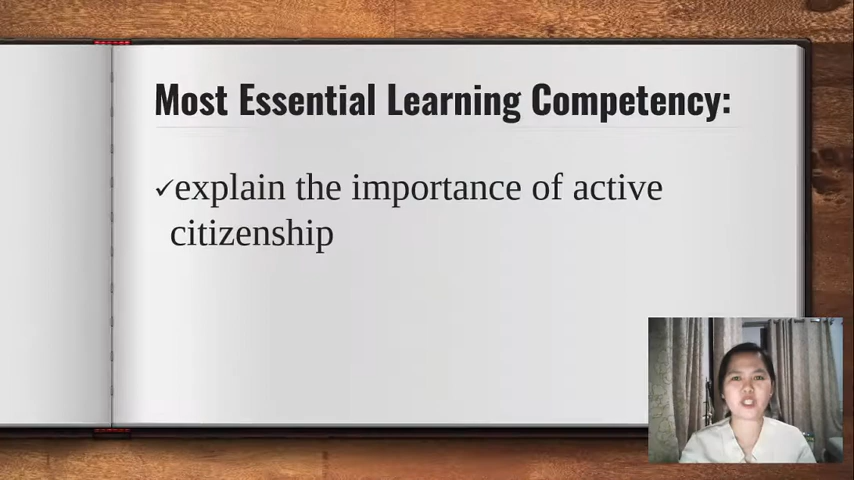 Most Essential Learning Competency:
✓explain the importance of active
citizenship